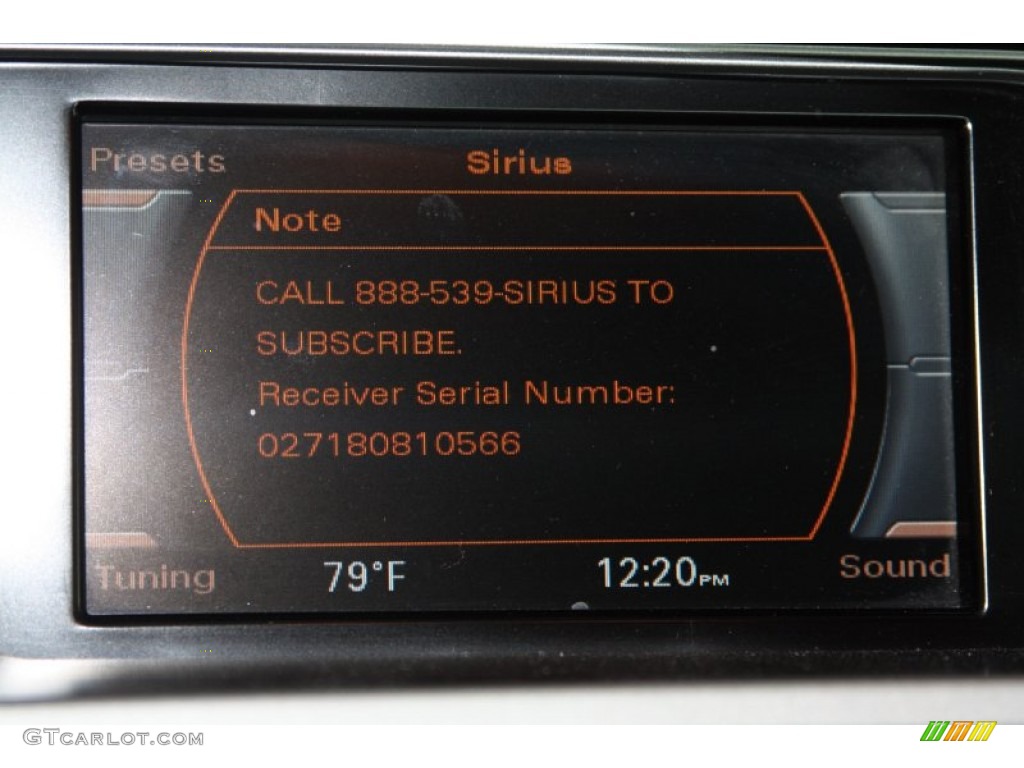 Presets Sirius
Note
CALL 888-539-SIRIUS TO
SUBSCRIBE.
Receiver Serial Number:
027180810566
Tuning 79°F 12:20PM Sound
GTCARLOT.COM